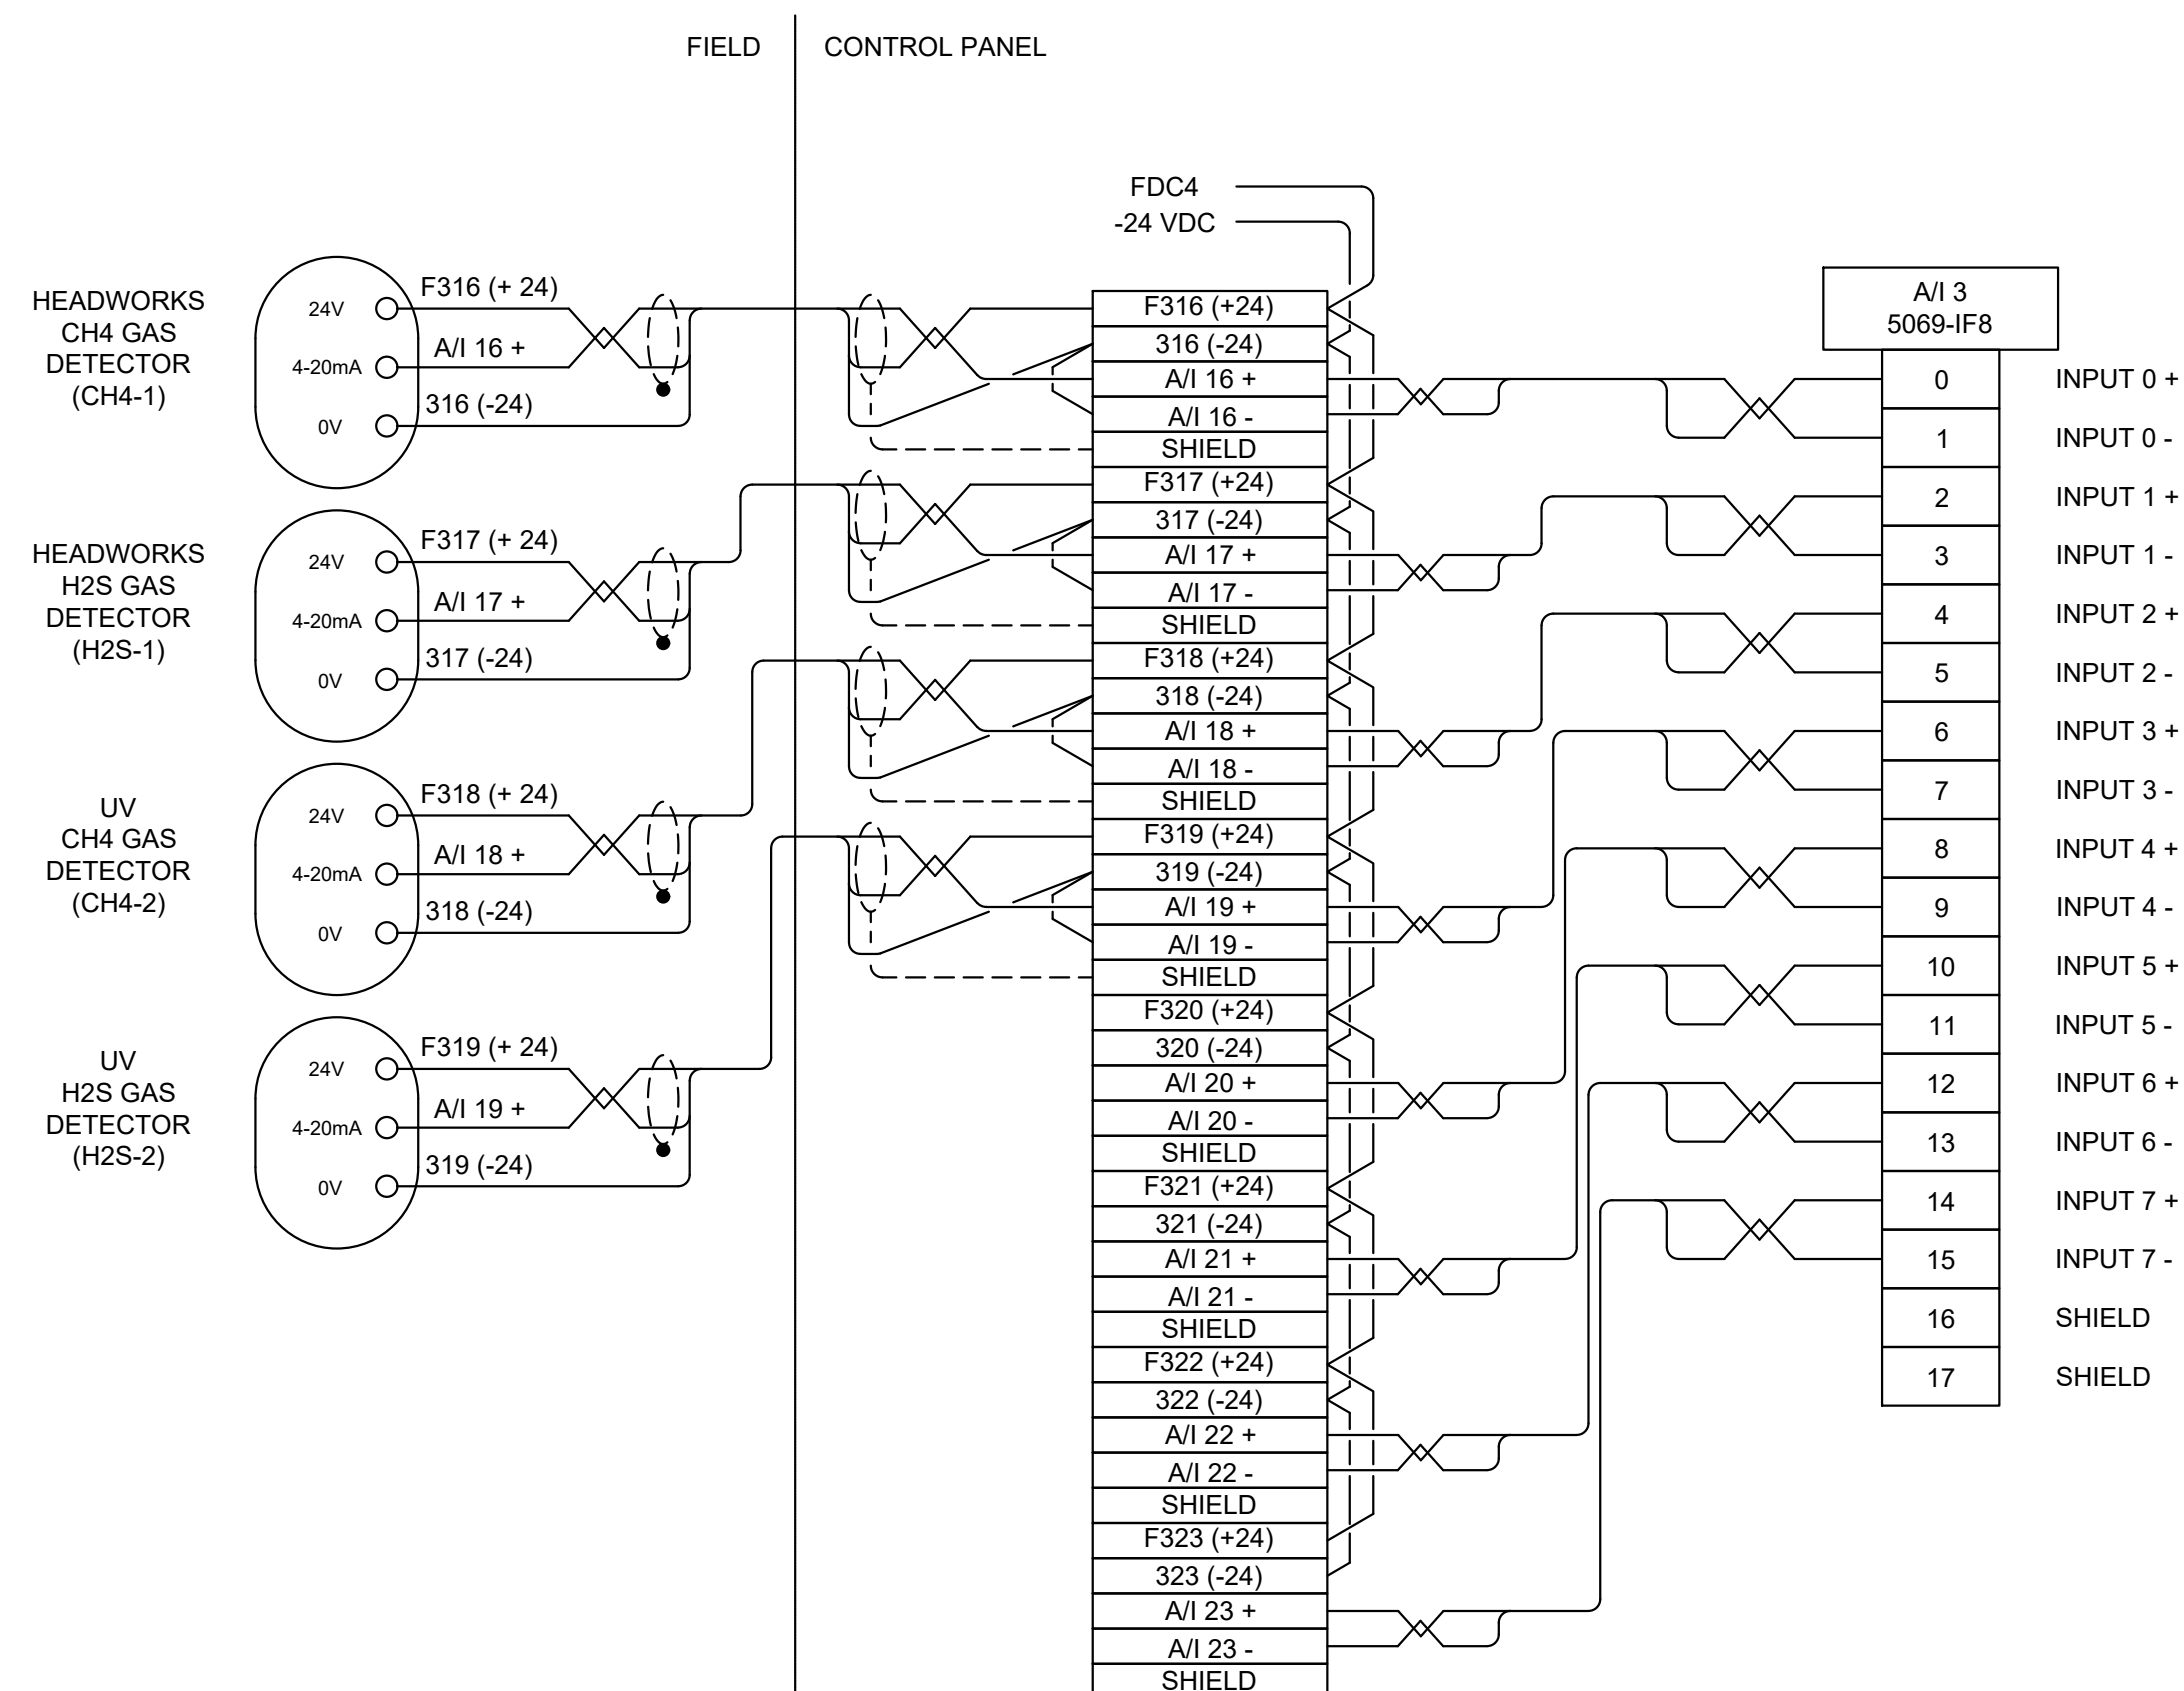 FIELD
CONTROL PANEL
FDC4
-24 VDC
HEADWORKS
CH4 GAS
DETECTOR
(CH4-1)
24V
4-20mA
0V
F316 (+ 24)
A/I 16 +
316 (-24)
HEADWORKS
H2S GAS
DETECTOR
(H2S-1)
24V
4-20mA
0V
F317 (+ 24)
A/I 17 +
317 (-24)
UV
CH4 GAS
DETECTOR
(CH4-2)
24V
4-20mA
0V
F318 (+ 24)
A/I 18 +
318 (-24)
UV
H2S GAS
DETECTOR
(H2S-2)
24V
4-20mA
0V
F319 (+ 24)
A/I 19 +
319 (-24)
F316 (+24)
316 (-24)
A/I 16 +
A/I 16 -
SHIELD
F317 (+24)
317 (-24)
A/I 17 +
A/I 17 -
SHIELD
F318 (+24)
318 (-24)
A/I 18 +
A/I 18 -
SHIELD
F319 (+24)
319 (-24)
A/I 19 +
A/I 19 -
SHIELD
F320 (+24)
320 (-24)
A/I 20 +
A/I 20 -
SHIELD
F321 (+24)
321 (-24)
A/I 21 +
A/I 21 -
SHIELD
F322 (+24)
322 (-24)
A/I 22 +
A/I 22 -
SHIELD
F323 (+24)
323 (-24)
A/I 23 +
A/I 23 -
SHIELD
A/I 3
5069-IF8
0 INPUT 0 +
1 INPUT 0 -
2 INPUT 1 +
3 INPUT 1 -
4 INPUT 2 +
5 INPUT 2 -
6 INPUT 3 +
7 INPUT 3 -
8 INPUT 4 +
9 INPUT 4 -
10 INPUT 5 +
11 INPUT 5 -
12 INPUT 6 +
13 INPUT 6 -
14 INPUT 7 +
15 INPUT 7 -
16 SHIELD
17 SHIELD